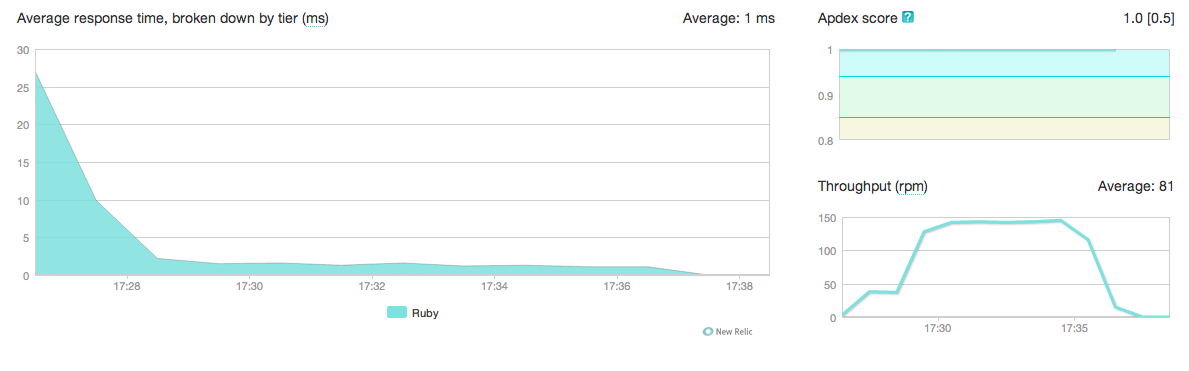 Average response time, broken down by tier (ms) Average: 1 ms
30
25
20
15
10
5
0
17:28 17:30 17:32 17:34 17:36 17:38
Ruby
New Relic
Apdex score ? 1.0 [0.5]
1
0.9
0.8
Throughput (rpm) Average: 81
150
100
50
0
17:30 17:35